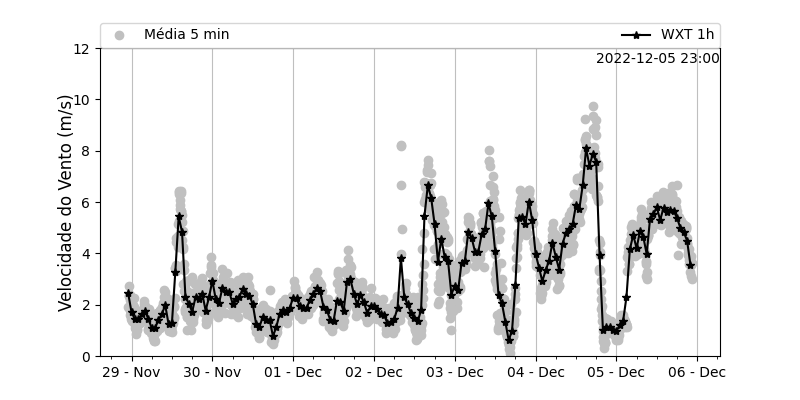 Média 5 min
WXT 1h
2022-12-05 23:00
Velocidade do Vento (m/s)
12
10
8
6
4
2
0
29 - Nov
30 - Nov
01 - Dec
02 - Dec
03 - Dec
04 - Dec
05 - Dec
06 - Dec